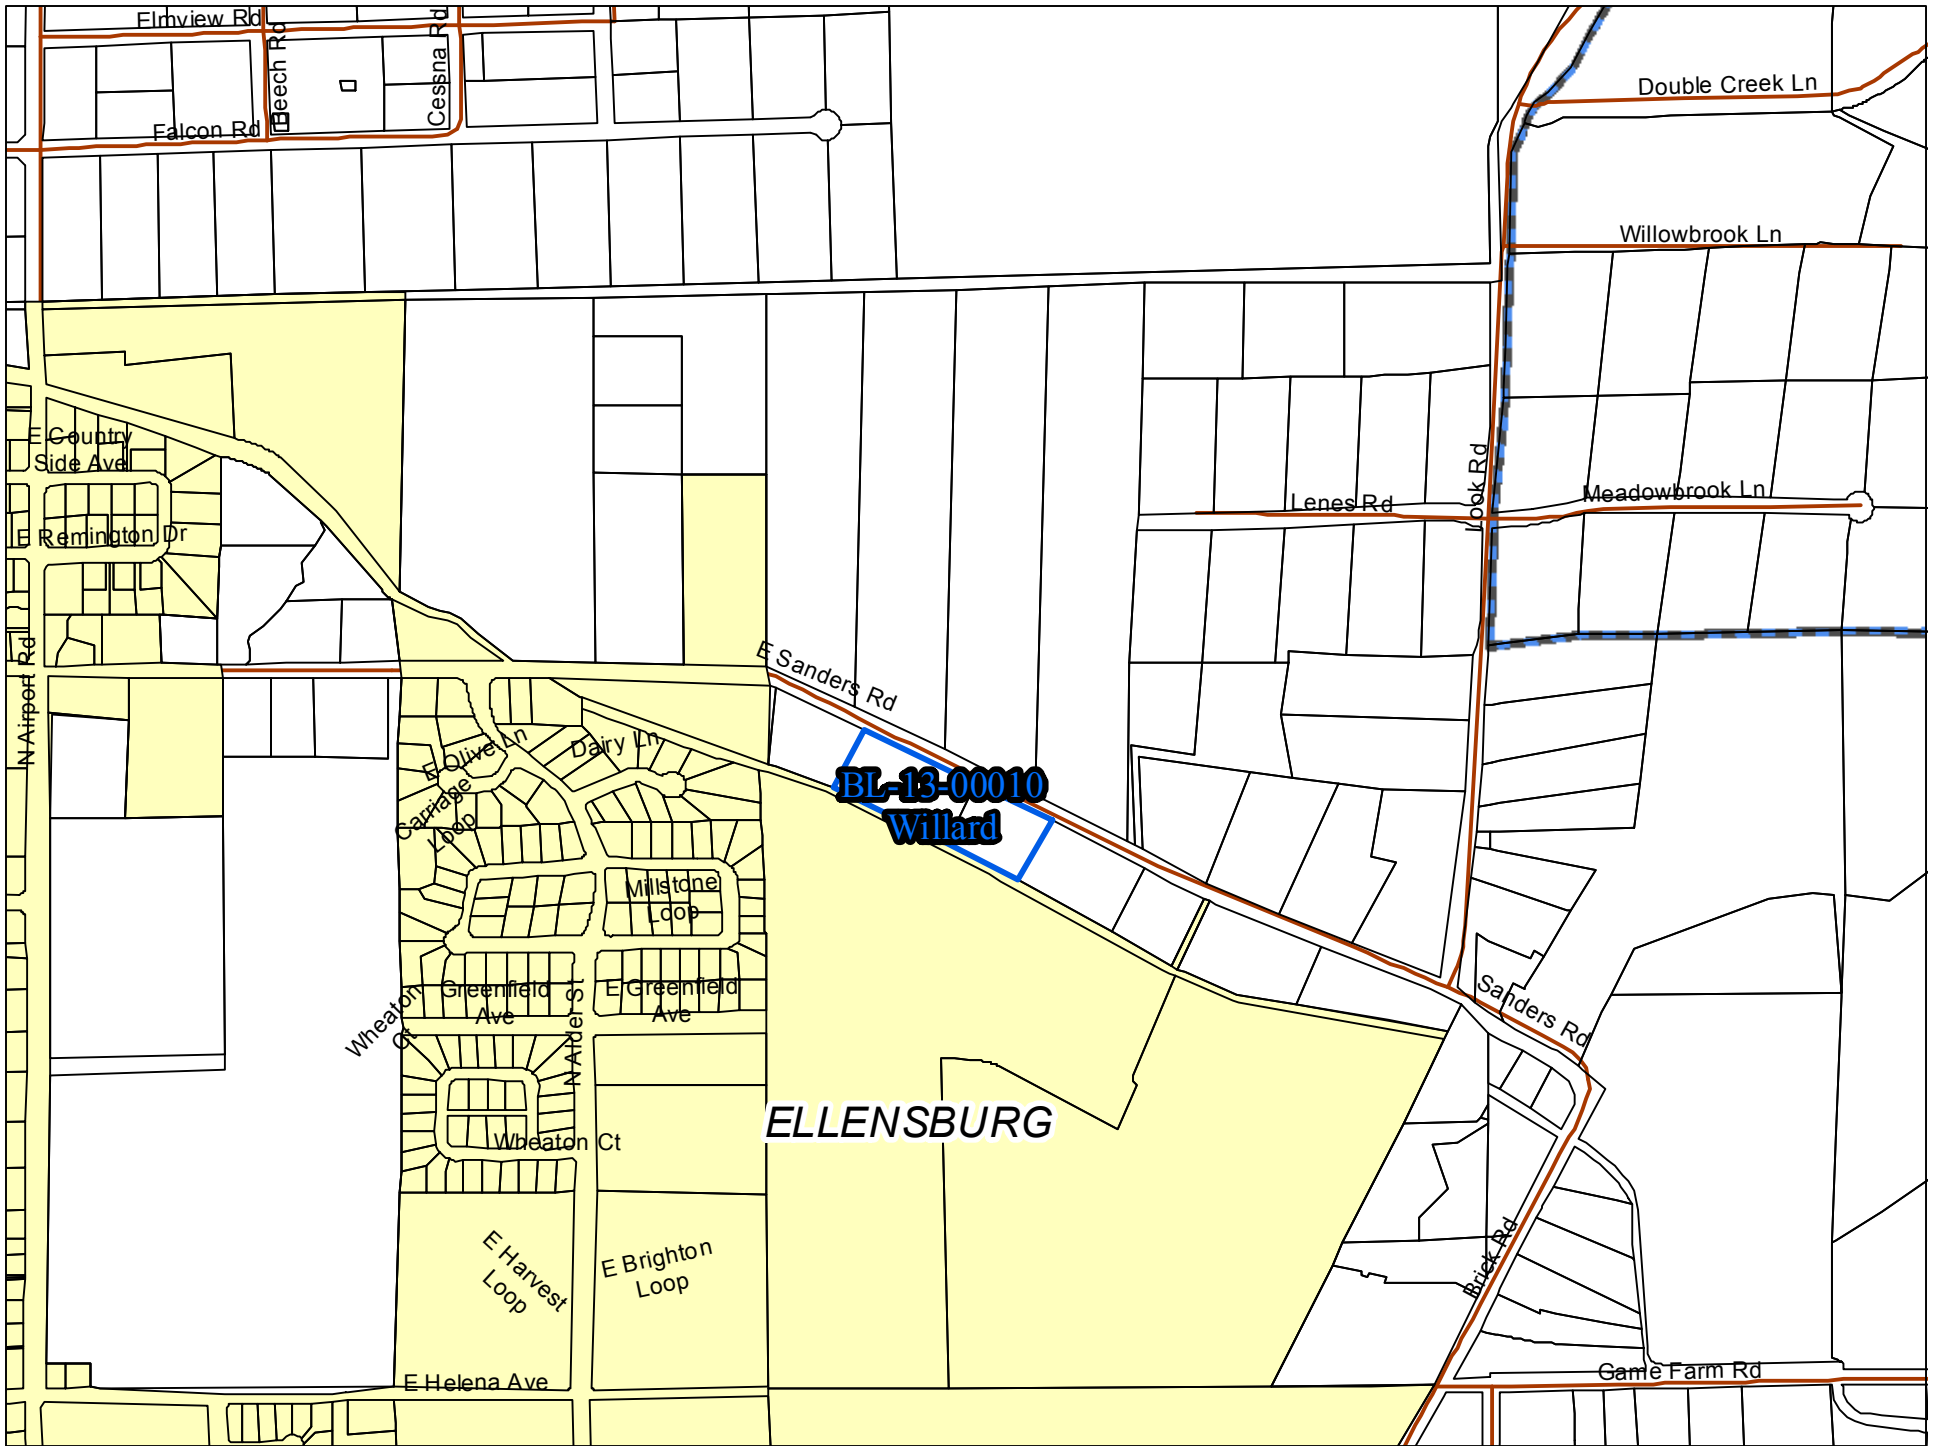 Elmview Rd
Beech Rd
Cessna Rd
Falcon Rd
Double Creek Ln
Willowbrook Ln
E Country
Side Ave
E Remington Dr
Look Rd
Lenes Rd
Meadowbrook Ln
N Airport Rd
E Sanders Rd
E Olive Ln
Dairy Ln
Carriage
Loop
BL-13-00010
Willard
Millstone
Loop
Wheaton
Ct
Greenfield
Ave
N Alder St
E Greenfield
Ave
Sanders Rd
ELLENSBURG
Wheaton Ct
E Harvest
Loop
E Brighton
Loop
Brick Rd
E Helena Ave
Game Farm Rd